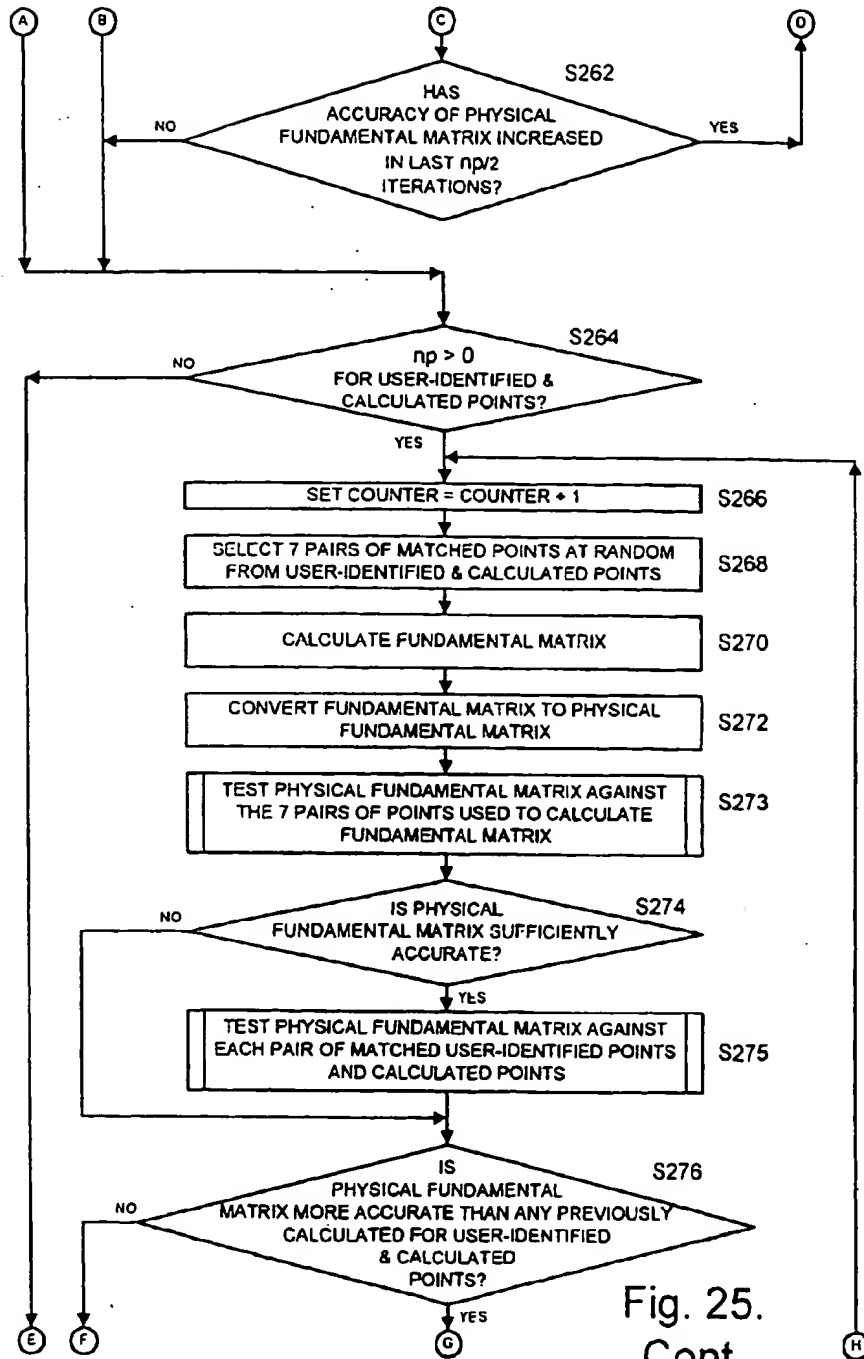 A
B
C
D
S262
HAS
ACCURACY OF PHYSICAL
FUNDAMENTAL MATRIX INCREASED
IN LAST np/2
ITERATIONS?
NO
YES
S264
np > 0
FOR USER-IDENTIFIED &
CALCULATED POINTS?
NO
YES
SET COUNTER = COUNTER + 1
S266
SELECT 7 PAIRS OF MATCHED POINTS AT RANDOM
FROM USER-IDENTIFIED & CALCULATED POINTS
S268
CALCULATE FUNDAMENTAL MATRIX
S270
CONVERT FUNDAMENTAL MATRIX TO PHYSICAL
FUNDAMENTAL MATRIX
S272
TEST PHYSICAL FUNDAMENTAL MATRIX AGAINST
THE 7 PAIRS OF POINTS USED TO CALCULATE
FUNDAMENTAL MATRIX
S273
IS PHYSICAL
FUNDAMENTAL MATRIX SUFFICIENTLY
ACCURATE?
S274
NO
YES
TEST PHYSICAL FUNDAMENTAL MATRIX AGAINST
EACH PAIR OF MATCHED USER-IDENTIFIED POINTS
AND CALCULATED POINTS
S275
IS
PHYSICAL FUNDAMENTAL
MATRIX MORE ACCURATE THAN ANY PREVIOUSLY
CALCULATED FOR USER-IDENTIFIED
& CALCULATED
POINTS?
S276
NO
YES
Fig. 25.
Cont
E
F
G
H